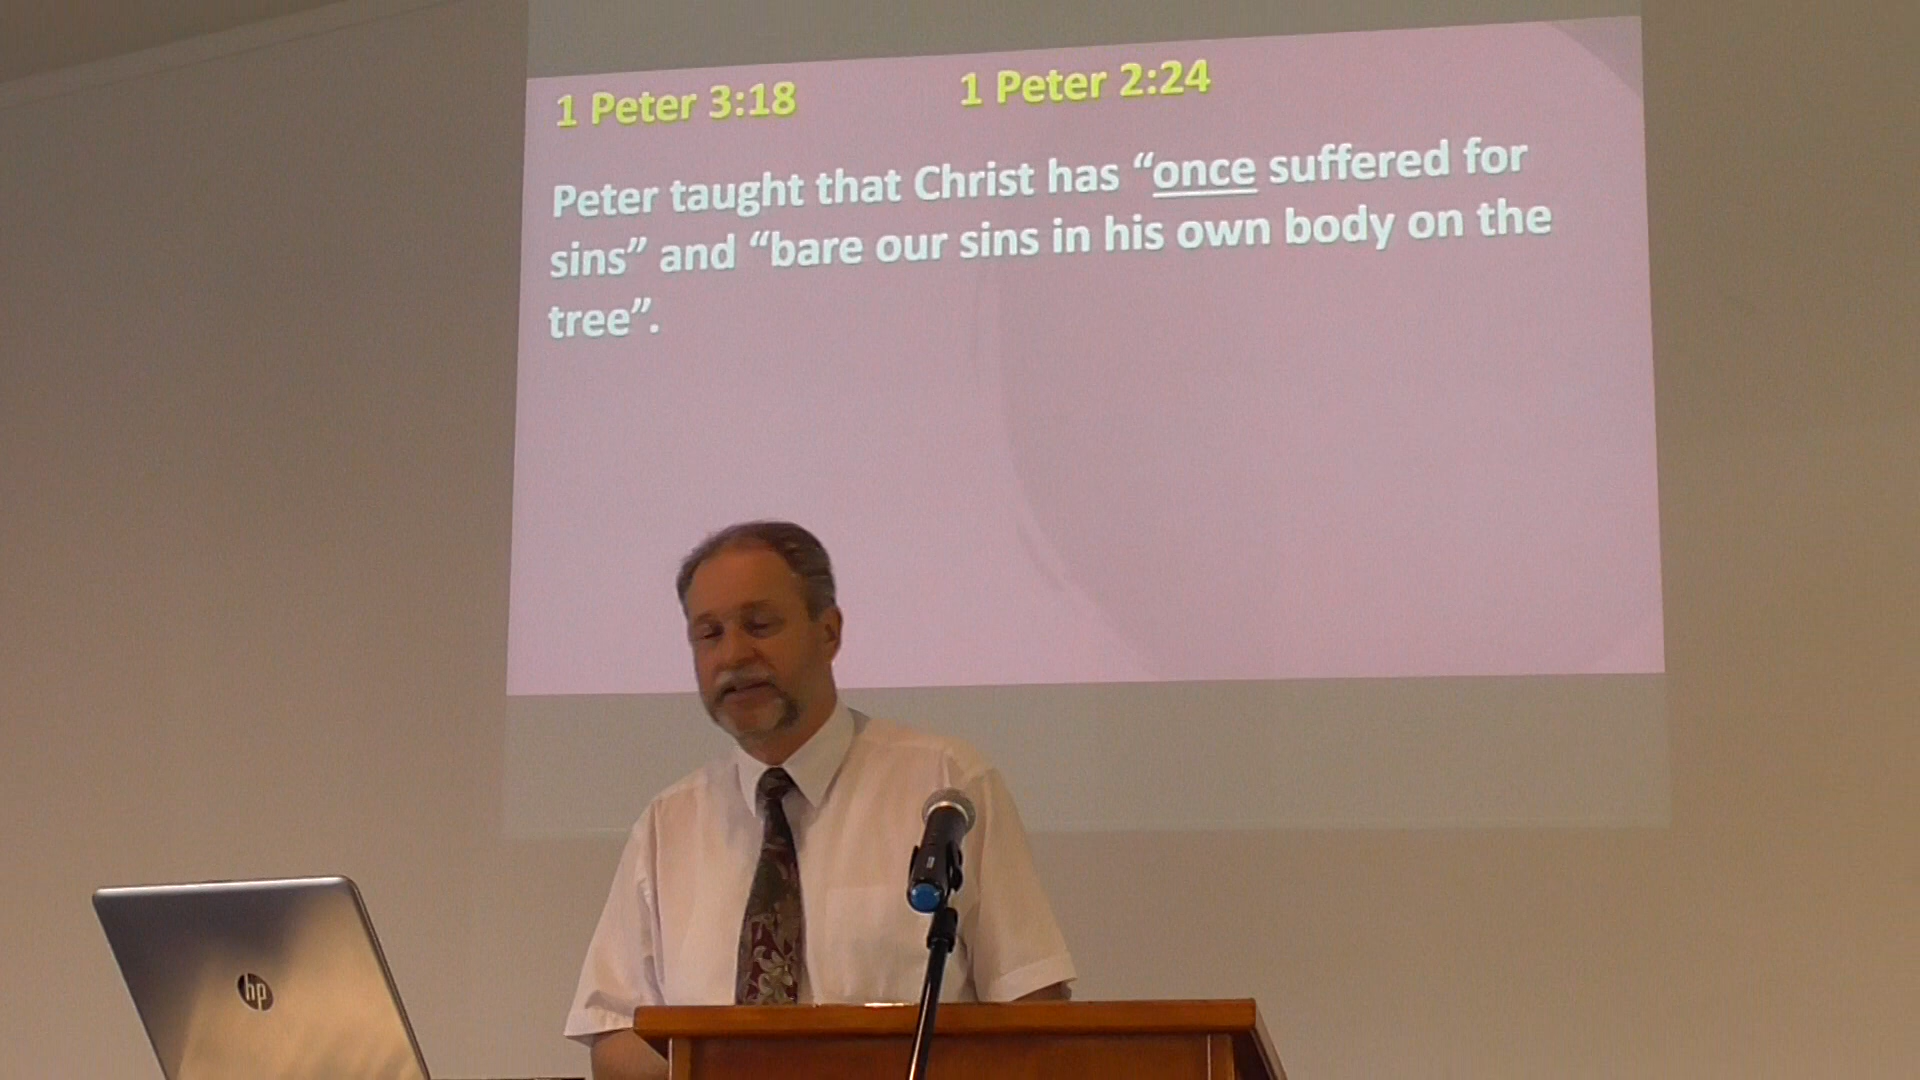 1 Peter 3:18 1 Peter 2:24
Peter taught that Christ has “once suffered for
sins” and “bare our sins in his own body on the
tree”.
hp